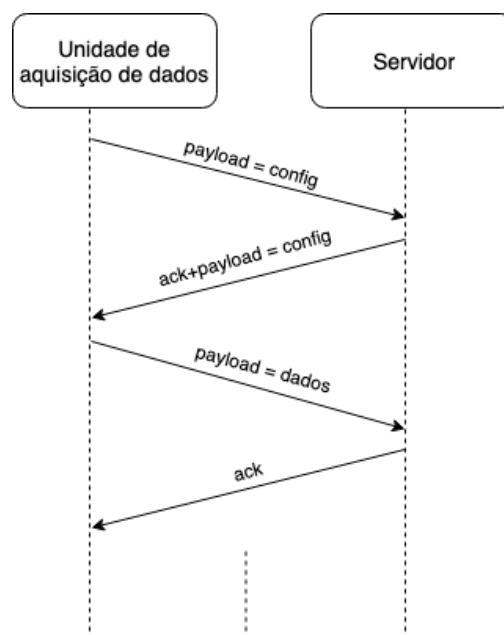 Unidade de
aquisição de dados
Servidor
payload = config
ack+payload = config
payload = dados
ack